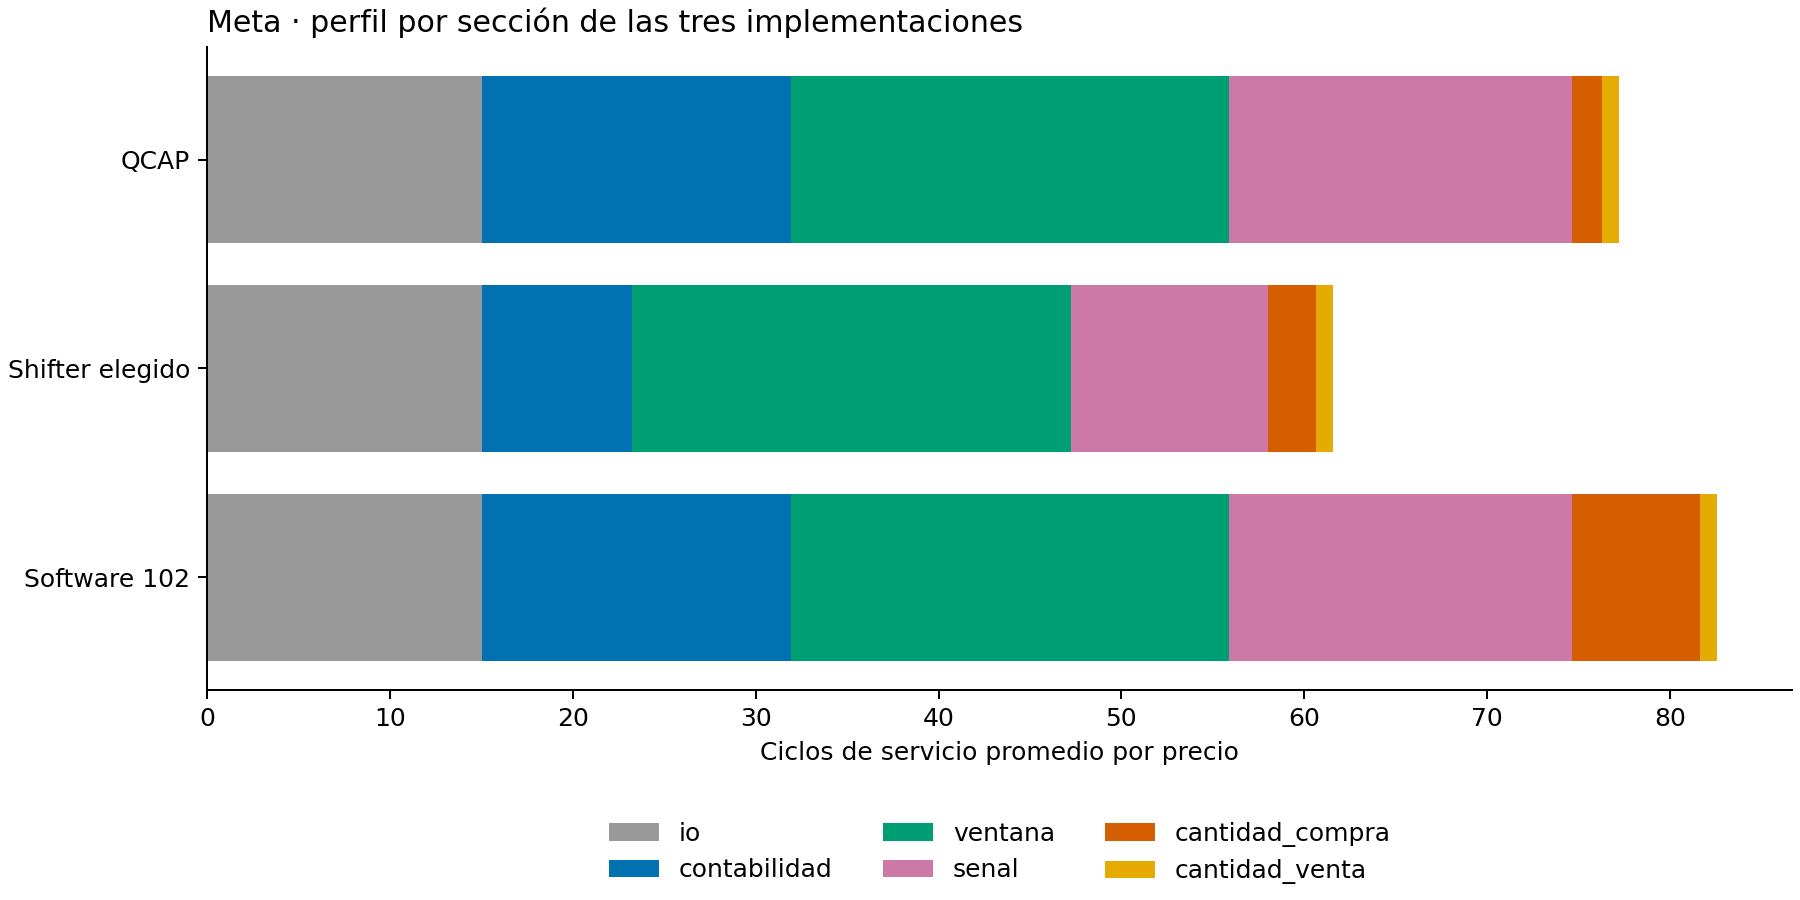 Meta · perfil por sección de las tres implementaciones
QCAP
Shifter elegido
Software 102
0 10 20 30 40 50 60 70 80
Ciclos de servicio promedio por precio
io ventana cantidad_compra
contabilidad senal cantidad_venta